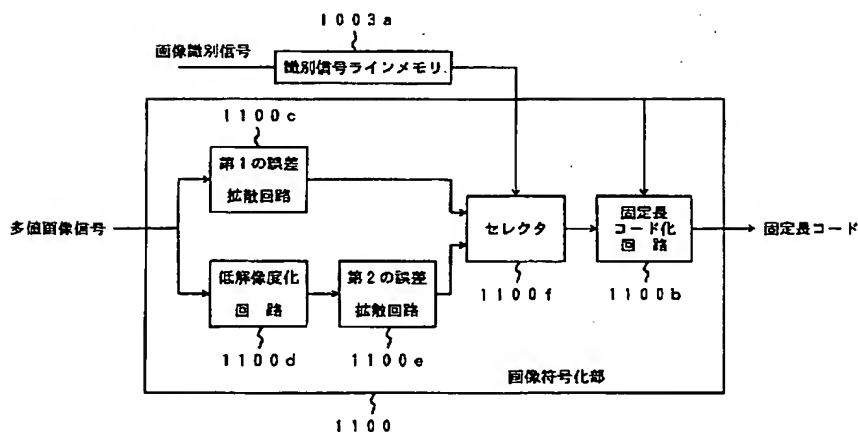 1003a
画像識別信号
識別信号ラインメモリ
1100c
第1の誤差
拡散回路
多値画像信号
セレクタ
固定長
コード化
回路
固定長コード
低解像度化
回路
第2の誤差
拡散回路
1100f
1100b
1100d
1100e
画像符号化部
1100